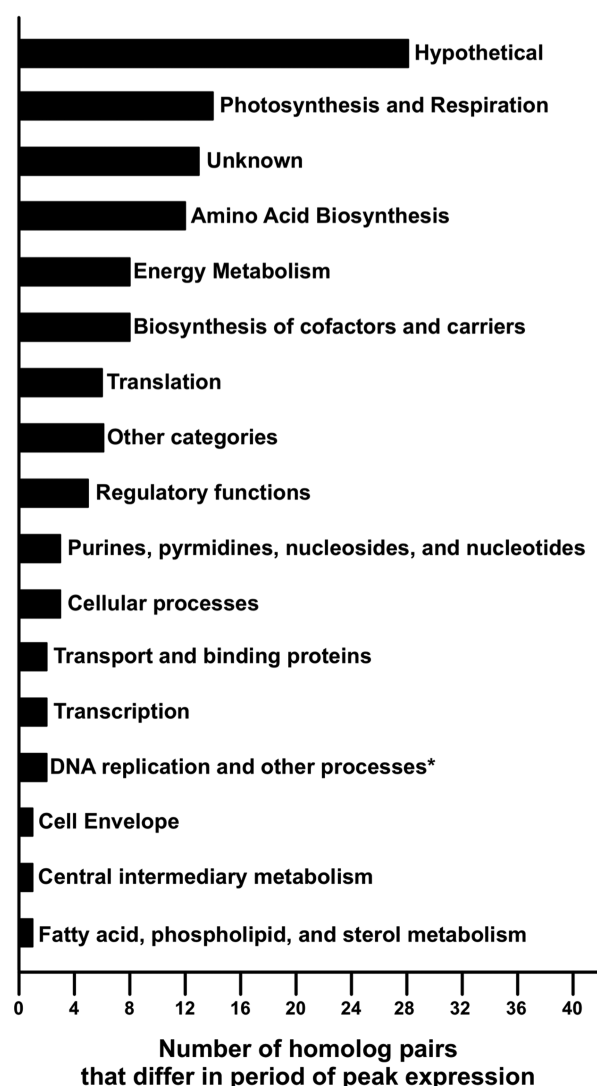 Hypothetical
Photosynthesis and Respiration
Unknown
Amino Acid Biosynthesis
Energy Metabolism
Biosynthesis of cofactors and carriers
Translation
Other categories
Regulatory functions
Purines, pyrmidines, nucleosides, and nucleotides
Cellular processes
Transport and binding proteins
Transcription
DNA replication and other processes*
Cell Envelope
Central intermediary metabolism
Fatty acid, phospholipid, and sterol metabolism
0 4 8 12 16 20 24 28 32 36 40
Number of homolog pairs
that differ in period of peak expression